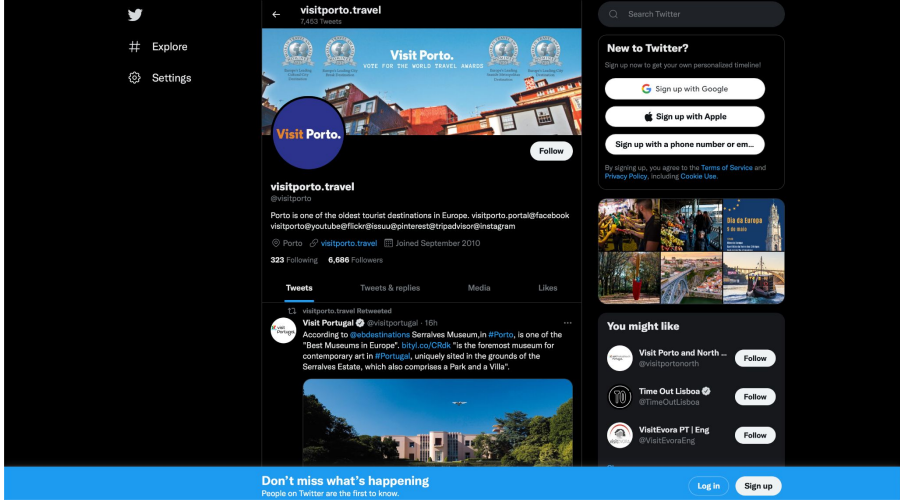 Explore
Settings
visitporto.travel
7,453 Tweets
Visit Porto.
VOTE FOR THE WORLD TRAVEL AWARDS
Visit Porto.
Follow
visitporto.travel
@visitporto
Porto is one of the oldest tourist destinations in Europe. visitporto.portal@facebook
visitporto@youtube@flickr@issuu@pinterest@tripadvisor@instagram
Porto visitporto.travel Joined September 2010
323 Following 6,686 Followers
Tweets Tweets & replies Media Likes
visitporto.travel Retweeted
Visit Portugal @visitportugal · 16h
According to @ebdestinations Serralves Museum,in #Porto, is one of the
"Best Museums in Europe". bityl.co/CRdk "is the foremost museum for
contemporary art in #Portugal, uniquely sited in the grounds of the
Serralves Estate, which also comprises a Park and a Villa".
Search Twitter
New to Twitter?
Sign up now to get your own personalized timeline!
Sign up with Google
Sign up with Apple
Sign up with a phone number or em...
By signing up, you agree to the Terms of Service and
Privacy Policy, including Cookie Use.
Dia da Europa
9 de maio
You might like
Visit Porto and North ...
@visitportonorth
Follow
TO
Time Out Lisboa
@TimeOutLisboa
Follow
VisitEvora PT | Eng
@VisitEvoraEng
Follow
Don't miss what's happening
People on Twitter are the first to know.
Log in
Sign up